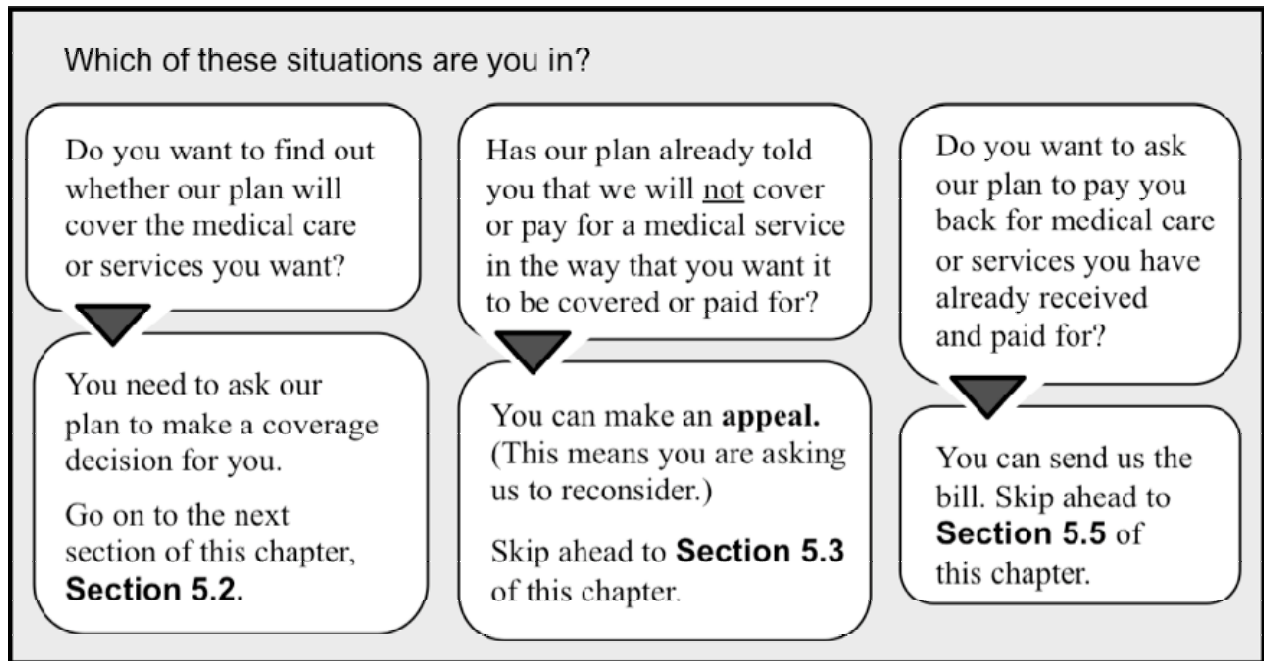 Which of these situations are you in?
Do you want to find out
whether our plan will
cover the medical care
or services you want?
You need to ask our
plan to make a coverage
decision for you.
Go on to the next
section of this chapter,
Section 5.2.
Has our plan already told
you that we will not cover
or pay for a medical service
in the way that you want it
to be covered or paid for?
You can make an appeal.
(This means you are asking
us to reconsider.)
Skip ahead to Section 5.3
of this chapter.
Do you want to ask
our plan to pay you
back for medical care
or services you have
already received
and paid for?
You can send us the
bill. Skip ahead to
Section 5.5 of
this chapter.